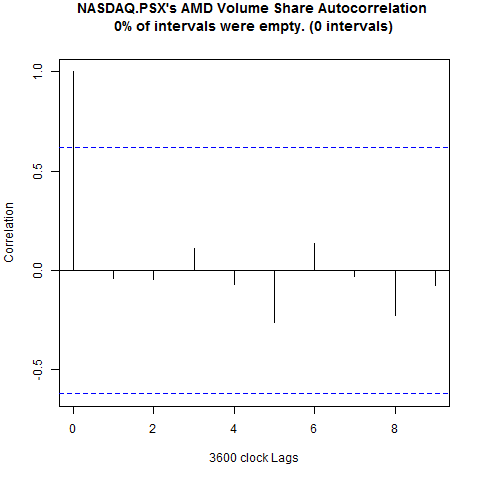 NASDAQ.PSX's AMD Volume Share Autocorrelation
0% of intervals were empty. (0 intervals)
Correlation
1.0
0.5
0.0
-0.5
0 2 4 6 8
3600 clock Lags